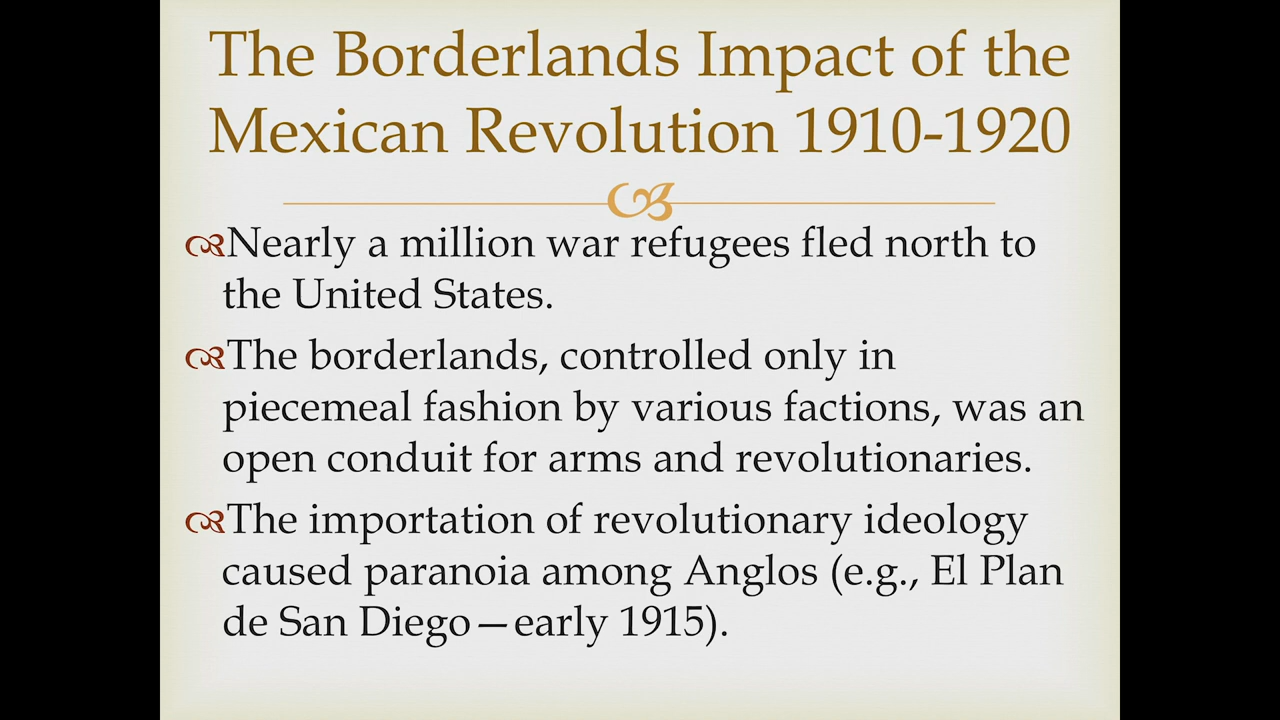 The Borderlands Impact of the
Mexican Revolution 1910-1920
Nearly a million war refugees fled north to
the United States.
The borderlands, controlled only in
piecemeal fashion by various factions, was an
open conduit for arms and revolutionaries.
The importation of revolutionary ideology
caused paranoia among Anglos (e.g., El Plan
de San Diego—early 1915).